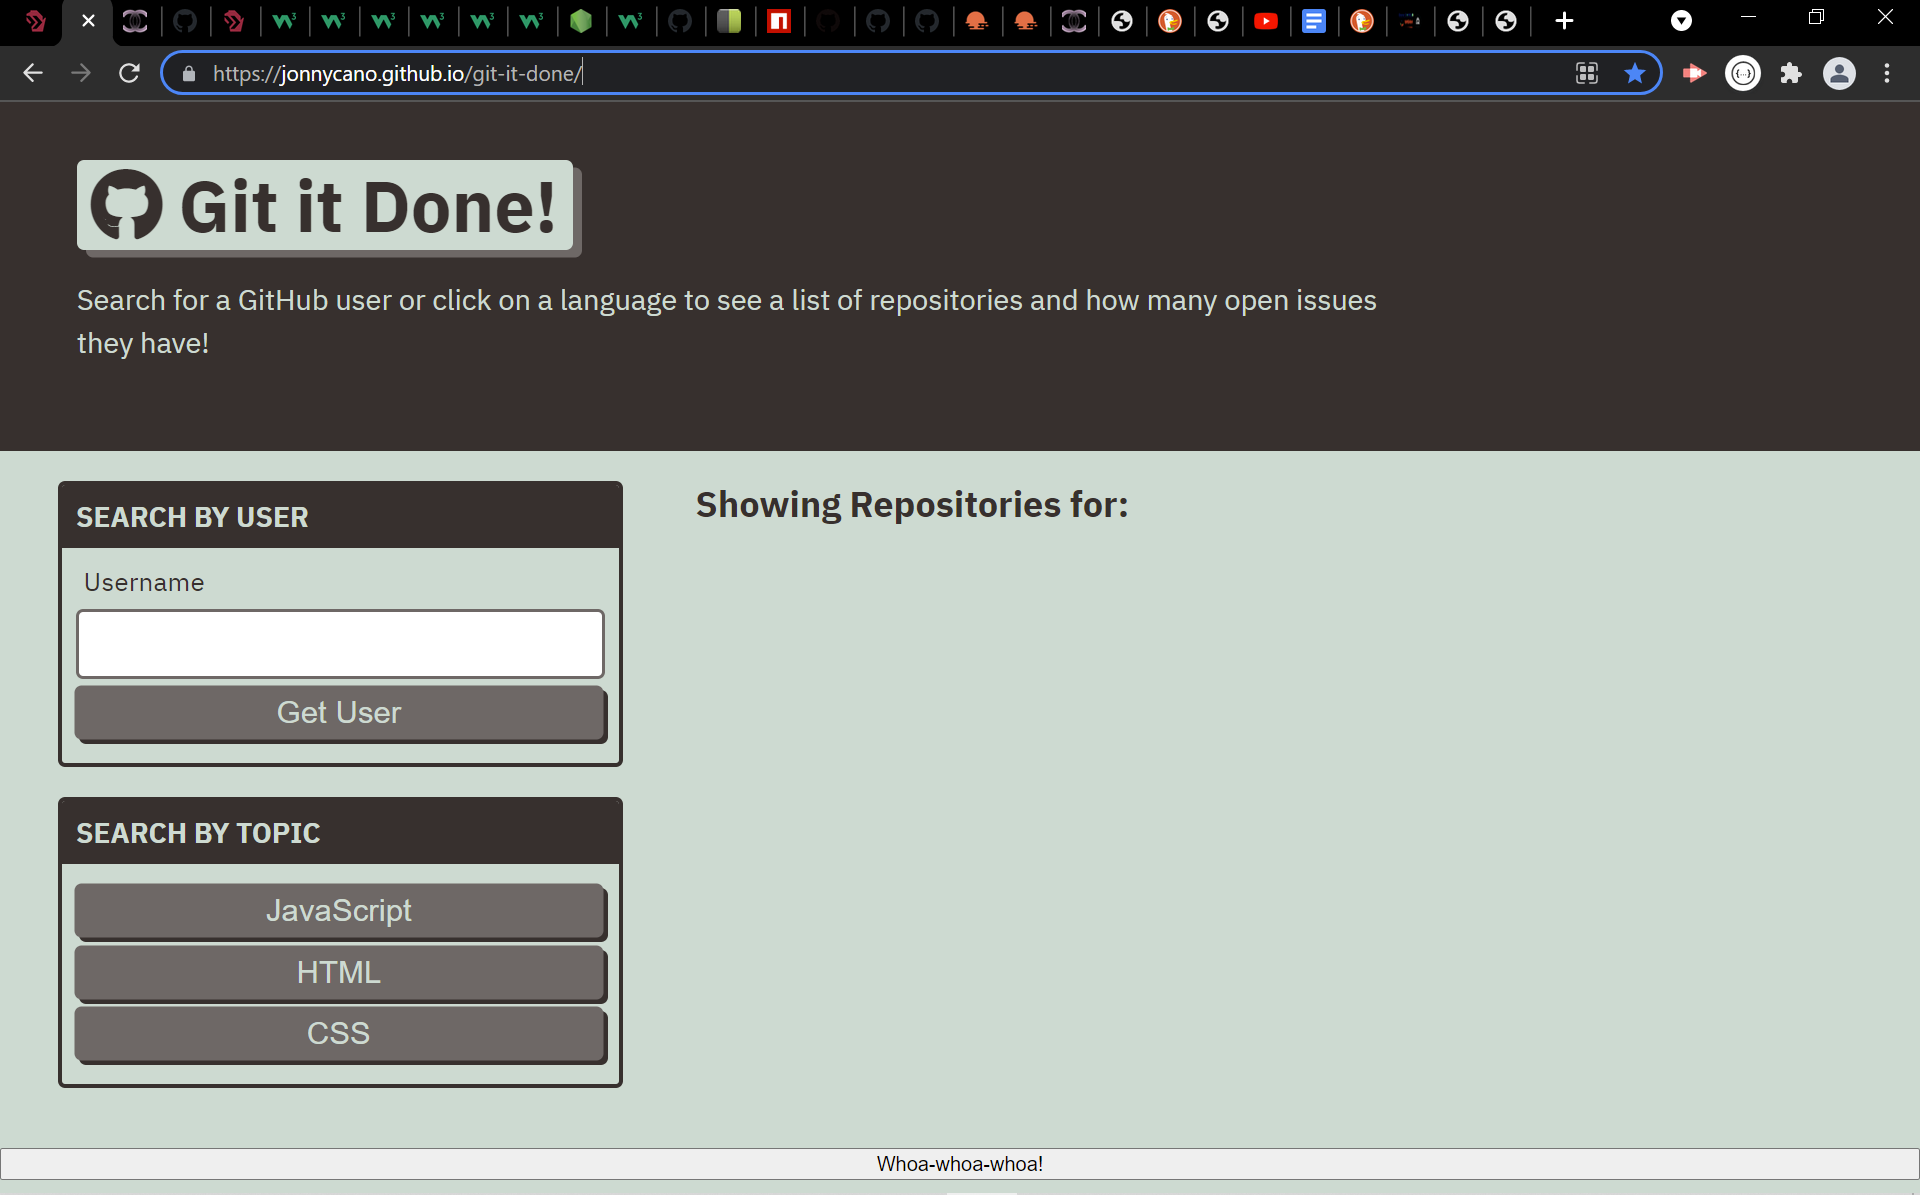 https://jonnycano.github.io/git-it-done/
Git it Done!
Search for a GitHub user or click on a language to see a list of repositories and how many open issues
they have!
SEARCH BY USER
Username
Get User
Showing Repositories for:
SEARCH BY TOPIC
JavaScript
HTML
CSS
Whoa-whoa-whoa!